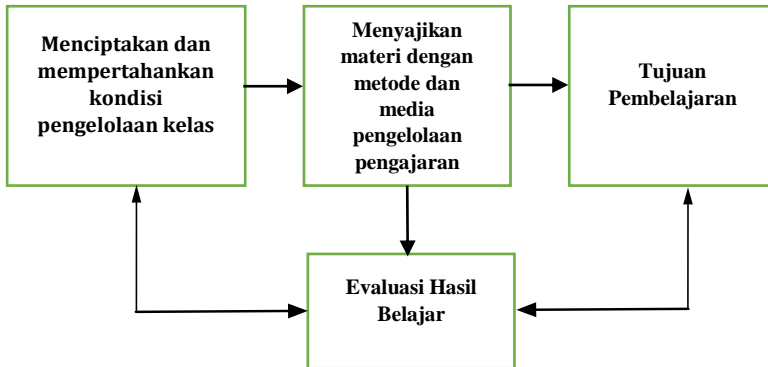 Menciptakan dan
mempertahankan
kondisi
pengelolaan kelas
Menyajikan
materi dengan
metode dan
media
pengelolaan
pengajaran
Tujuan
Pembelajaran
Evaluasi Hasil
Belajar